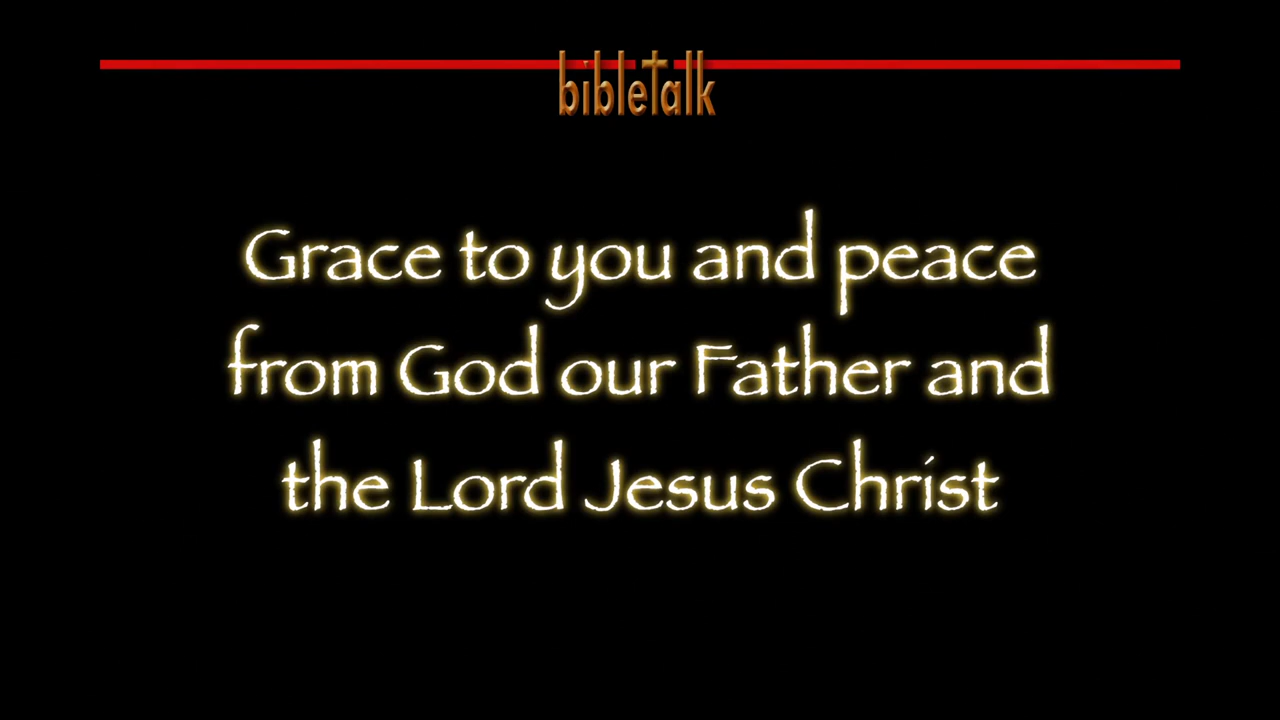 bibleTalk
Grace to you and peace
from God our Father and
the Lord Jesus Christ